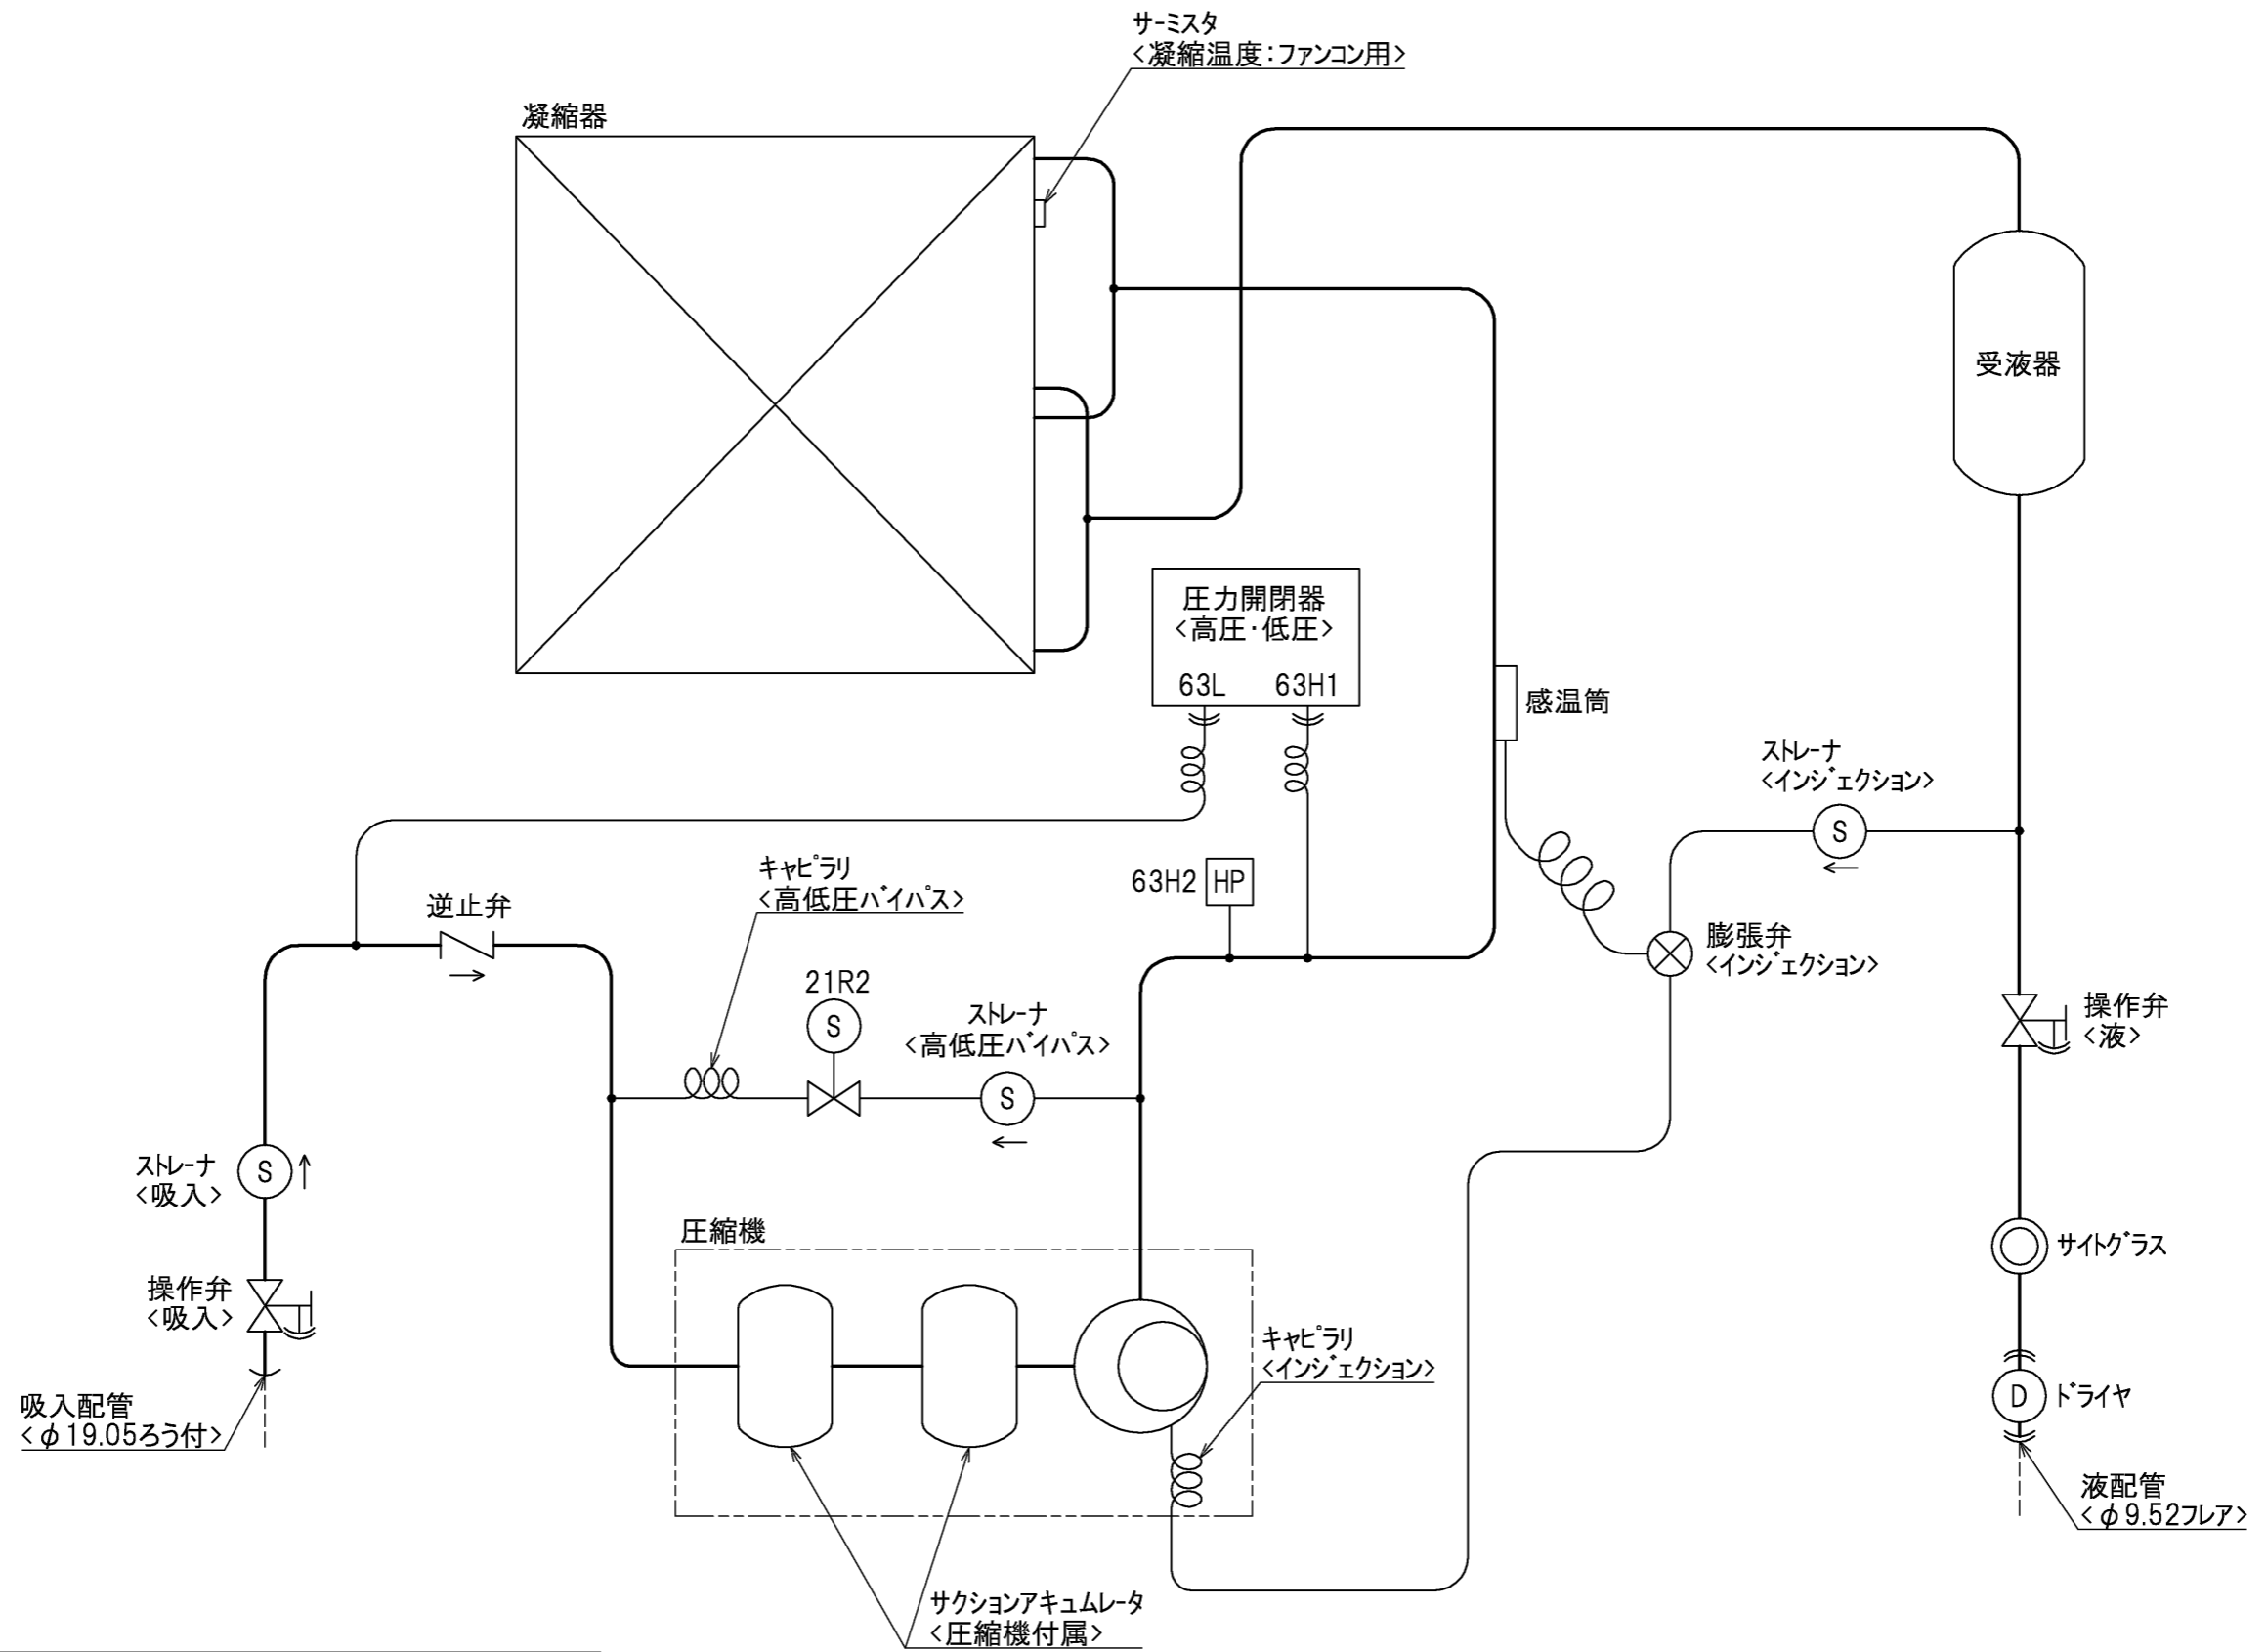 サーミスタ
<凝縮温度:ファンコン用>
凝縮器
受液器
圧力開閉器
<高圧・低圧>
63L 63H1
感温筒
ストレーナ
<インジェクション>
S
キャピラリ
<高低圧バイパス>
63H2 HP
逆止弁
膨張弁
<インジェクション>
21R2
S
ストレーナ
<高低圧バイパス>
S
操作弁
<液>
ストレーナ
<吸入>
S
圧縮機
サイトグラス
操作弁
<吸入>
キャピラリ
<インジェクション>
D ドライヤ
吸入配管
<φ19.05ろう付>
液配管
<φ9.52フレア>
サクションアキュムレータ
<圧縮機付属>